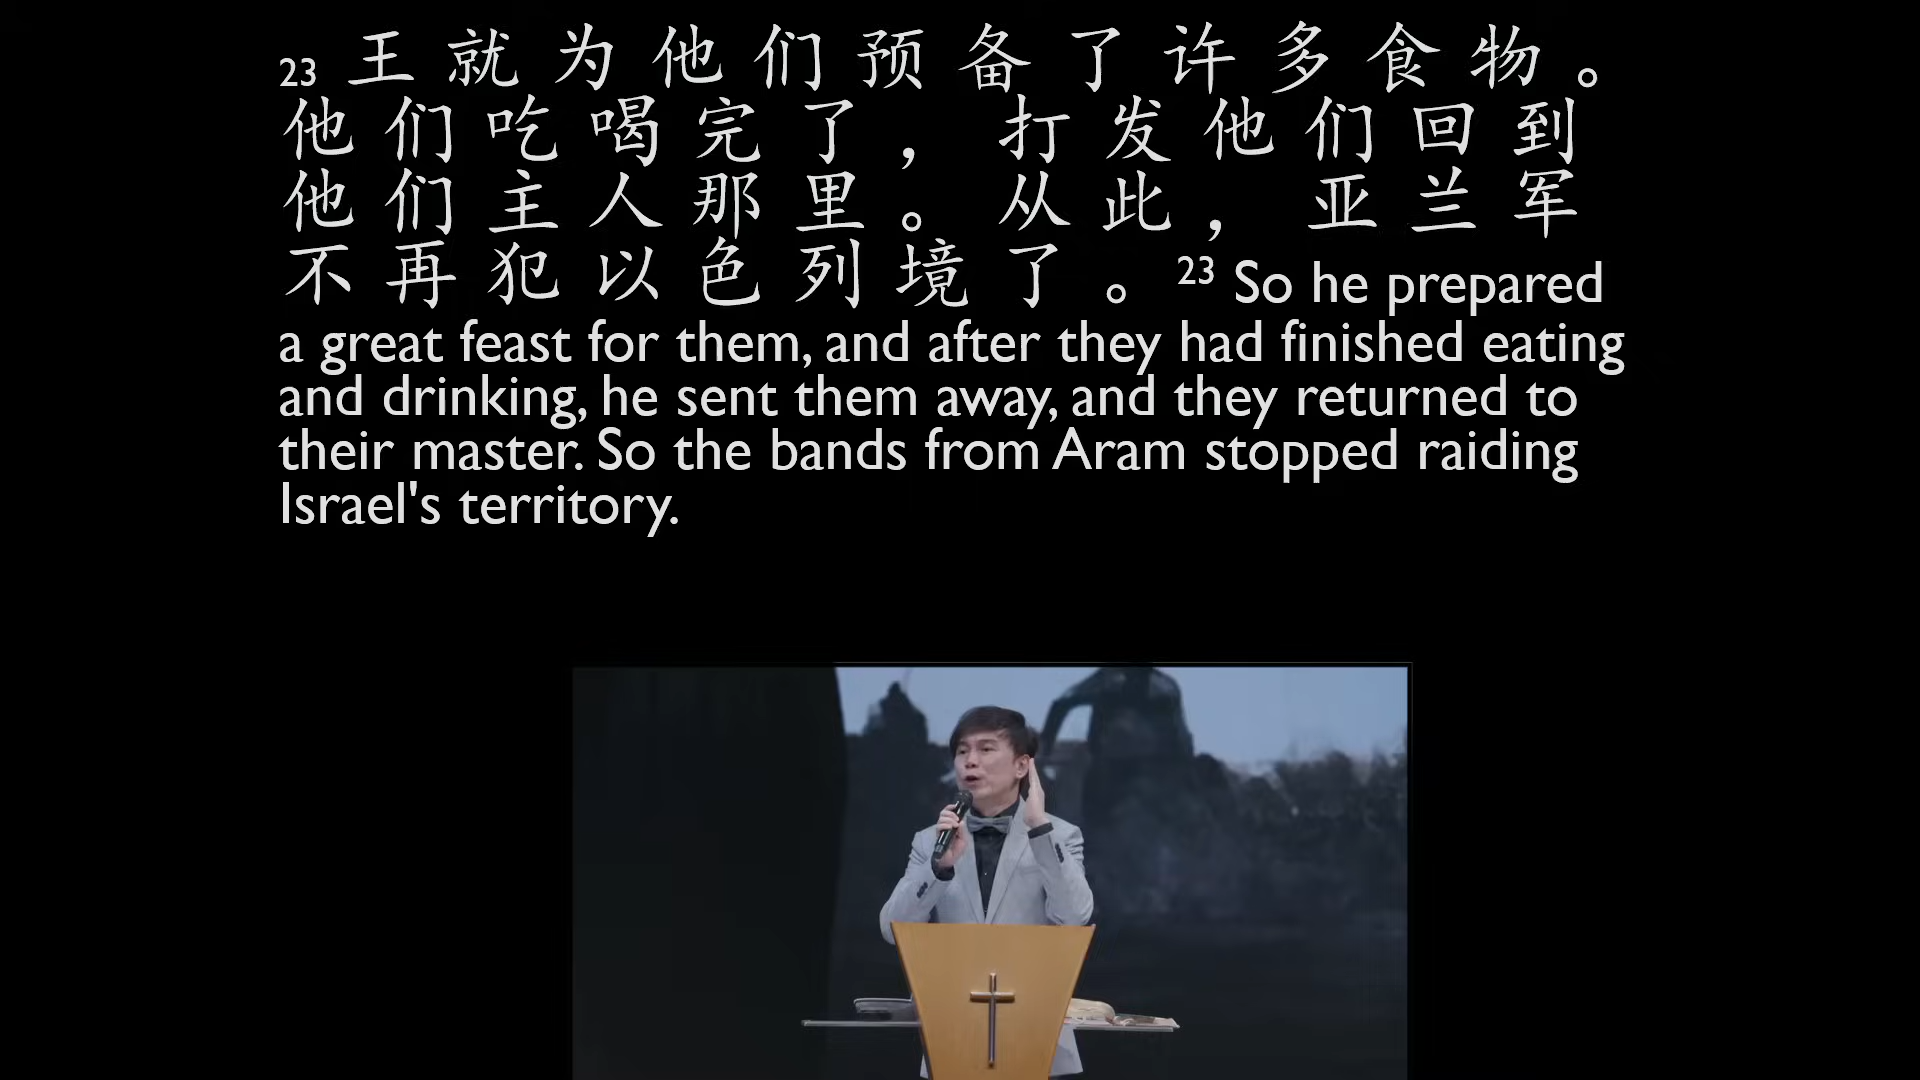 23 王就为他们预备了许多食物。
他们吃喝完了，打发他们回到
他们主人那里。从此，亚兰军
不再犯以色列境了。23 So he prepared
a great feast for them, and after they had finished eating
and drinking, he sent them away, and they returned to
their master. So the bands from Aram stopped raiding
Israel's territory.